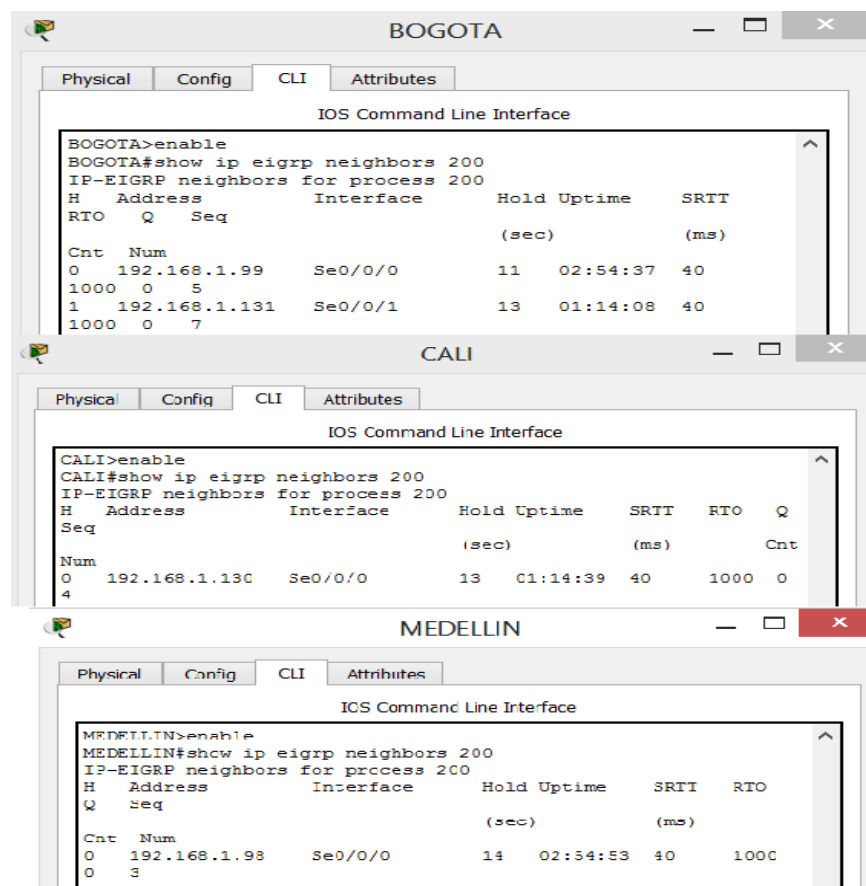 BOGOTA
Physical Config CLI Attributes
IOS Command Line Interface
BOGOTA>enable
BOGOTA#show ip eigrp neighbors 200
IP-EIGRP neighbors for process 200
H Address Interface Hold Uptime SRTT
RTO Q Seq
(sec) (ms)
Cnt Num
0 192.168.1.99 Se0/0/0 11 02:54:37 40
1000 0 5
1 192.168.1.131 Se0/0/1 13 01:14:08 40
1000 0 7
CALI
Physical Config CLI Attributes
IOS Command Line Interface
CALI>enable
CALI#show ip eigrp neighbors 200
IP-EIGRP neighbors for process 200
H Address Interface Hold Uptime SRTT RTO Q
Seq
(sec) (ms) Cnt
Num
0 192.168.1.130 Se0/0/0 13 01:14:39 40 1000 0
4
MEDELLIN
Physical Config CLI Attributes
IOS Command Line Interface
MEDELLIN>enable
MEDELLIN#show ip eigrp neighbors 200
IP-EIGRP neighbors for process 200
H Address Interface Hold Uptime SRTT RTO
Q Seq
(sec) (ms)
Cnt Num
0 192.168.1.98 Se0/0/0 14 02:54:53 40 1000
0 3